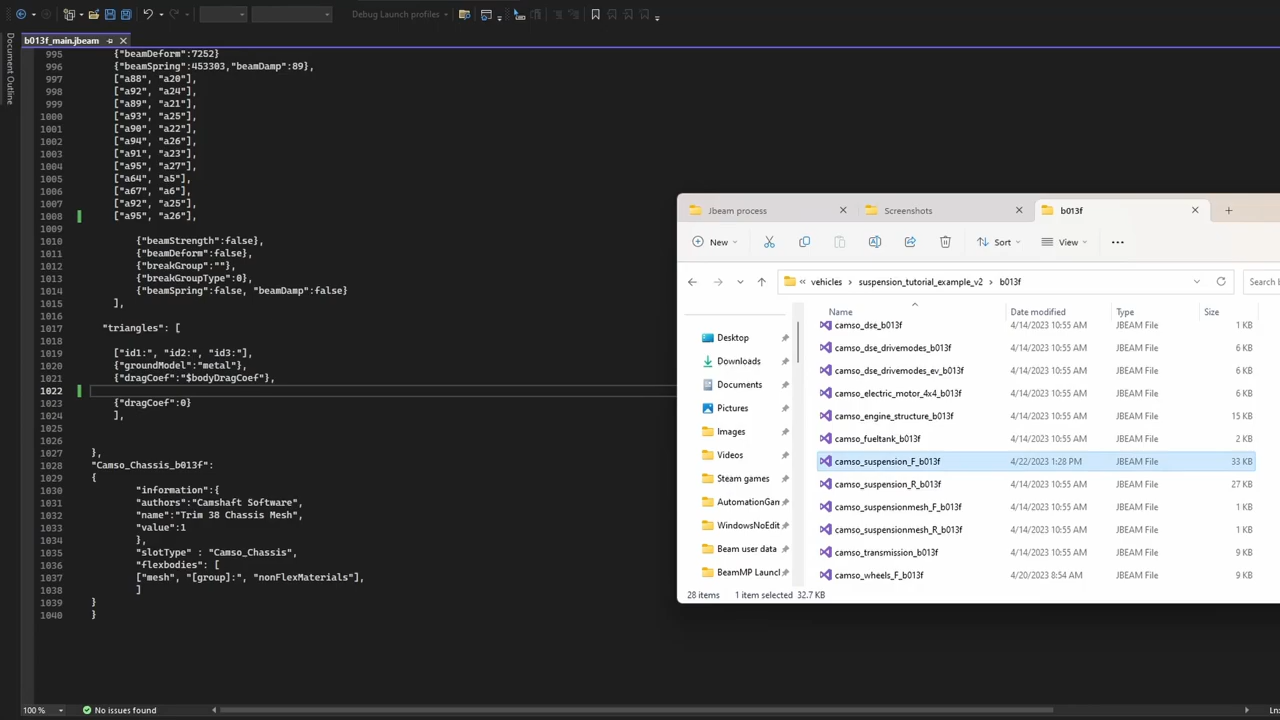 Debug Launch profiles
b013f_main.jbeam
Document Outline
995 {"beamDeform":7252}
996 {"beamSpring":453303,"beamDamp":89},
997 ["a88", "a20"],
998 ["a92", "a24"],
999 ["a89", "a21"],
1000 ["a93", "a25"],
1001 ["a90", "a22"],
1002 ["a94", "a26"],
1003 ["a91", "a23"],
1004 ["a95", "a27"],
1005 ["a64", "a5"],
1006 ["a67", "a6"],
1007 ["a92", "a25"],
1008 ["a95", "a26"],
1009
1010 {"beamStrength":false},
1011 {"beamDeform":false},
1012 {"breakGroup":""},
1013 {"breakGroupType":0},
1014 {"beamSpring":false, "beamDamp":false}
1015 ],
1016
1017 "triangles": [
1018
1019 ["id1:", "id2:", "id3:"],
1020 {"groundModel":"metal"},
1021 {"dragCoef":"$bodyDragCoef"},
1022
1023 {"dragCoef":0}
1024 ],
1025
1026
1027 },
1028 "Camso_Chassis_b013f":
1029 {
1030 "information":{
1031 "authors":"Camshaft Software",
1032 "name":"Trim 38 Chassis Mesh",
1033 "value":1
1034 },
1035 "slotType" : "Camso_Chassis",
1036 "flexbodies": [
1037 ["mesh", "[group]:", "nonFlexMaterials"],
1038 ]
1039 }
1040 }
100 % No issues found Ln:
Jbeam process Screenshots b013f
New Sort View
vehicles suspension_tutorial_example_v2 b013f Search b
Name Date modified Type Size
Desktop
Downloads
Documents
Pictures
Images
Videos
Steam games
AutomationGan
WindowsNoEdit
Beam user data
BeamMP Launcl
camso_dse_b013f 4/14/2023 10:55 AM JBEAM File 1 KB
camso_dse_drivemodes_b013f 4/14/2023 10:55 AM JBEAM File 6 KB
camso_dse_drivemodes_ev_b013f 4/14/2023 10:55 AM JBEAM File 6 KB
camso_electric_motor_4x4_b013f 4/14/2023 10:55 AM JBEAM File 6 KB
camso_engine_structure_b013f 4/14/2023 10:55 AM JBEAM File 15 KB
camso_fueltank_b013f 4/14/2023 10:55 AM JBEAM File 2 KB
camso_suspension_F_b013f 4/22/2023 1:28 PM JBEAM File 33 KB
camso_suspension_R_b013f 4/14/2023 10:55 AM JBEAM File 27 KB
camso_suspensionmesh_F_b013f 4/14/2023 10:55 AM JBEAM File 1 KB
camso_suspensionmesh_R_b013f 4/14/2023 10:55 AM JBEAM File 1 KB
camso_transmission_b013f 4/14/2023 10:55 AM JBEAM File 9 KB
camso_wheels_F_b013f 4/20/2023 8:54 AM JBEAM File 9 KB
28 items 1 item selected 32.7 KB